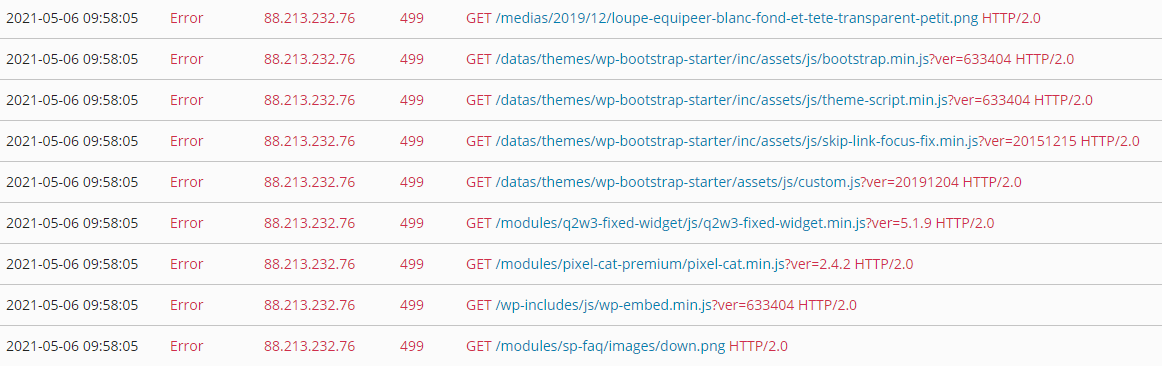 2021-05-06 09:58:05 Error 88.213.232.76 499 GET /medias/2019/12/loupe-equipeer-blanc-fond-et-tete-transparent-petit.png HTTP/2.0
2021-05-06 09:58:05 Error 88.213.232.76 499 GET /datas/themes/wp-bootstrap-starter/inc/assets/js/bootstrap.min.js?ver=633404 HTTP/2.0
2021-05-06 09:58:05 Error 88.213.232.76 499 GET /datas/themes/wp-bootstrap-starter/inc/assets/js/theme-script.min.js?ver=633404 HTTP/2.0
2021-05-06 09:58:05 Error 88.213.232.76 499 GET /datas/themes/wp-bootstrap-starter/inc/assets/js/skip-link-focus-fix.min.js?ver=20151215 HTTP/2.0
2021-05-06 09:58:05 Error 88.213.232.76 499 GET /datas/themes/wp-bootstrap-starter/assets/js/custom.js?ver=20191204 HTTP/2.0
2021-05-06 09:58:05 Error 88.213.232.76 499 GET /modules/q2w3-fixed-widget/js/q2w3-fixed-widget.min.js?ver=5.1.9 HTTP/2.0
2021-05-06 09:58:05 Error 88.213.232.76 499 GET /modules/pixel-cat-premium/pixel-cat.min.js?ver=2.4.2 HTTP/2.0
2021-05-06 09:58:05 Error 88.213.232.76 499 GET /wp-includes/js/wp-embed.min.js?ver=633404 HTTP/2.0
2021-05-06 09:58:05 Error 88.213.232.76 499 GET /modules/sp-faq/images/down.png HTTP/2.0